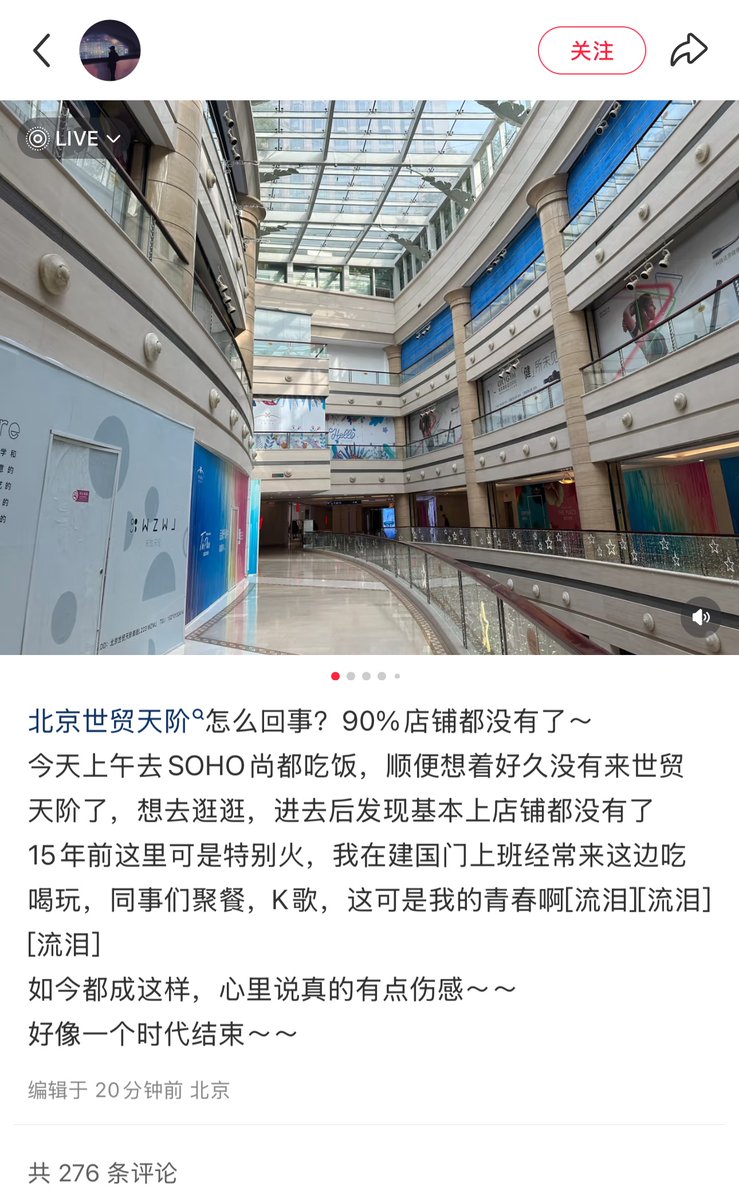 关注
LIVE
健 所未见
Hello
WZWJ
北京世贸天阶怎么回事？90%店铺都没有了～
今天上午去SOHO尚都吃饭，顺便想着好久没有来世贸
天阶了，想去逛逛，进去后发现基本上店铺都没有了
15年前这里可是特别火，我在建国门上班经常来这边吃
喝玩，同事们聚餐，K歌，这可是我的青春啊[流泪][流泪]
[流泪]
如今都成这样，心里说真的有点伤感～～
好像一个时代结束～～
编辑于 20分钟前 北京
共 276 条评论